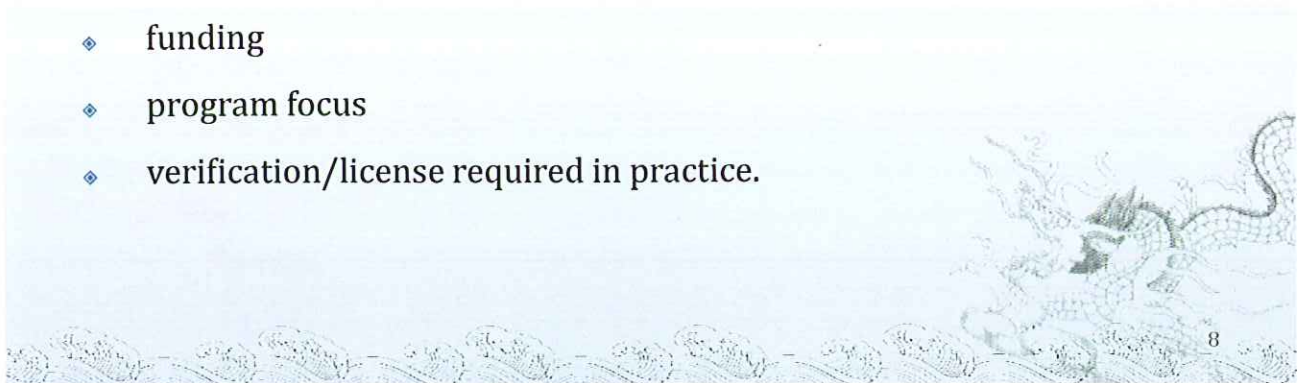 funding
program focus
verification/license required in practice.
8